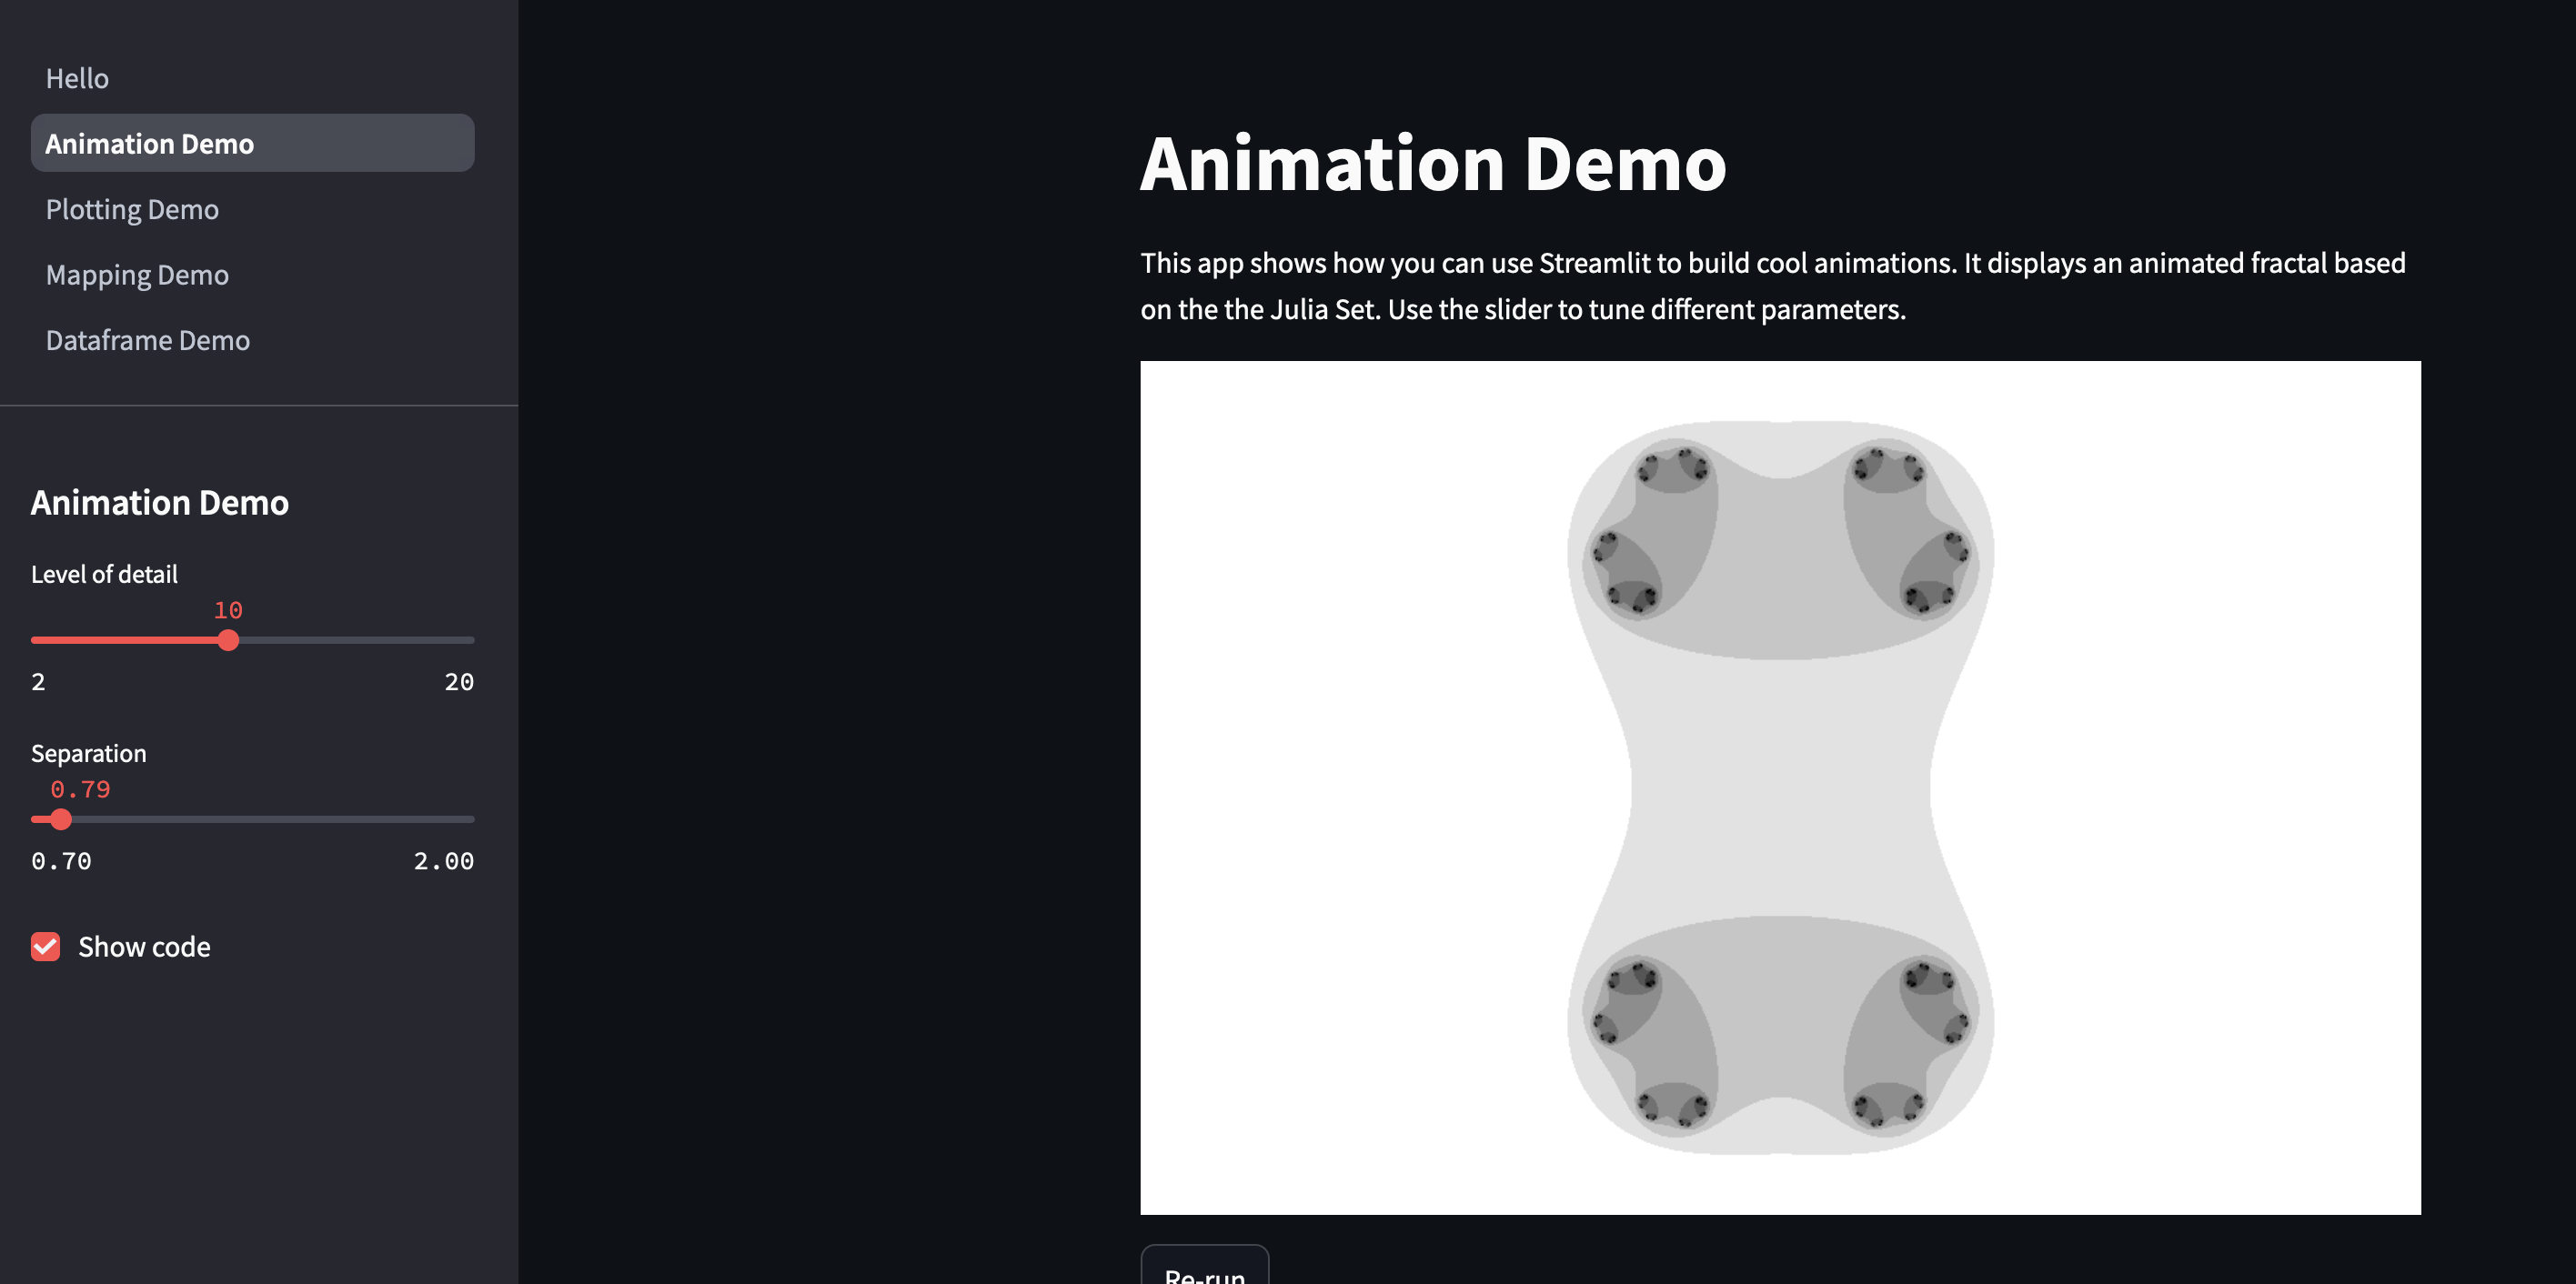 Hello
Animation Demo
Plotting Demo
Mapping Demo
Dataframe Demo
Animation Demo
Level of detail
10
2 20
Separation
0.79
0.70 2.00
Show code
Animation Demo
This app shows how you can use Streamlit to build cool animations. It displays an animated fractal based
on the the Julia Set. Use the slider to tune different parameters.
Re-run